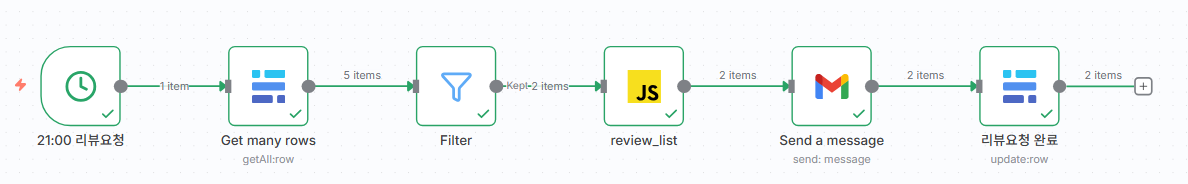 1 item
5 items
Kept 2 items
2 items
2 items
2 items
JS
21:00 리뷰요청
Get many rows
getAll:row
Filter
review_list
Send a message
send: message
리뷰요청 완료
update:row